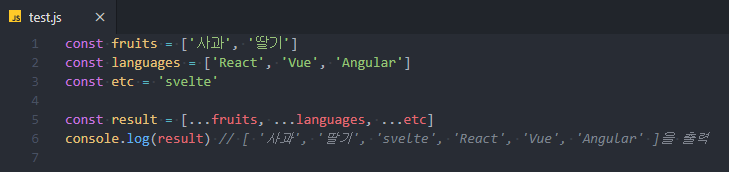 JS test.js ×
1 const fruits = ['사과', '딸기']
2 const languages = ['React', 'Vue', 'Angular']
3 const etc = 'svelte'
4
5 const result = [...fruits, ...languages, ...etc]
6 console.log(result) // [ '사과', '딸기', 'svelte', 'React', 'Vue', 'Angular' ]을 출력
7